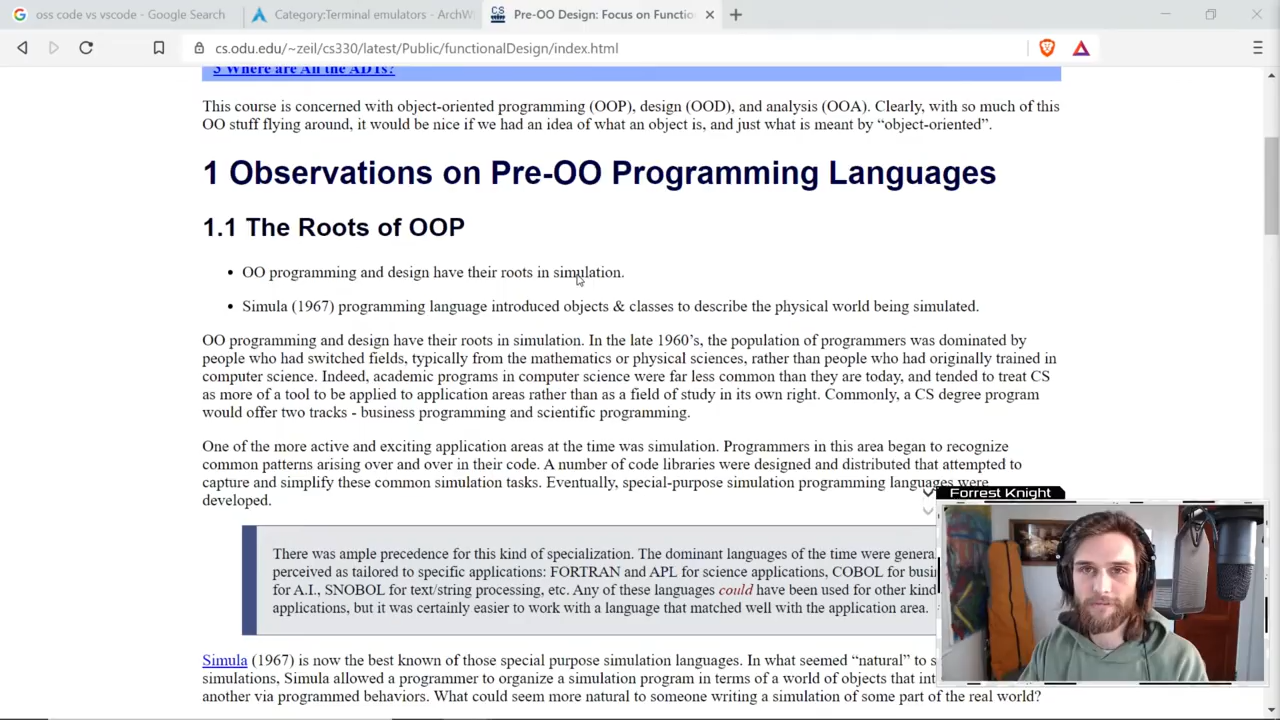 oss code vs vscode - Google Search
Category:Terminal emulators - ArchW
Pre-OO Design: Focus on Functio
cs.odu.edu/~zeil/cs330/latest/Public/functionalDesign/index.html
3 Where are All the ADTs?
This course is concerned with object-oriented programming (OOP), design (OOD), and analysis (OOA). Clearly, with so much of this
OO stuff flying around, it would be nice if we had an idea of what an object is, and just what is meant by “object-oriented”.
1 Observations on Pre-OO Programming Languages
1.1 The Roots of OOP
• OO programming and design have their roots in simulation.
• Simula (1967) programming language introduced objects & classes to describe the physical world being simulated.
OO programming and design have their roots in simulation. In the late 1960’s, the population of programmers was dominated by
people who had switched fields, typically from the mathematics or physical sciences, rather than people who had originally trained in
computer science. Indeed, academic programs in computer science were far less common than they are today, and tended to treat CS
as more of a tool to be applied to application areas rather than as a field of study in its own right. Commonly, a CS degree program
would offer two tracks - business programming and scientific programming.
One of the more active and exciting application areas at the time was simulation. Programmers in this area began to recognize
common patterns arising over and over in their code. A number of code libraries were designed and distributed that attempted to
capture and simplify these common simulation tasks. Eventually, special-purpose simulation programming languages were
developed.
Forrest Knight
There was ample precedence for this kind of specialization. The dominant languages of the time were genera
perceived as tailored to specific applications: FORTRAN and APL for science applications, COBOL for busi
for A.I., SNOBOL for text/string processing, etc. Any of these languages could have been used for other kind
applications, but it was certainly easier to work with a language that matched well with the application area.
Simula (1967) is now the best known of those special purpose simulation languages. In what seemed “natural” to s
simulations, Simula allowed a programmer to organize a simulation program in terms of a world of objects that int
another via programmed behaviors. What could seem more natural to someone writing a simulation of some part of the real world?